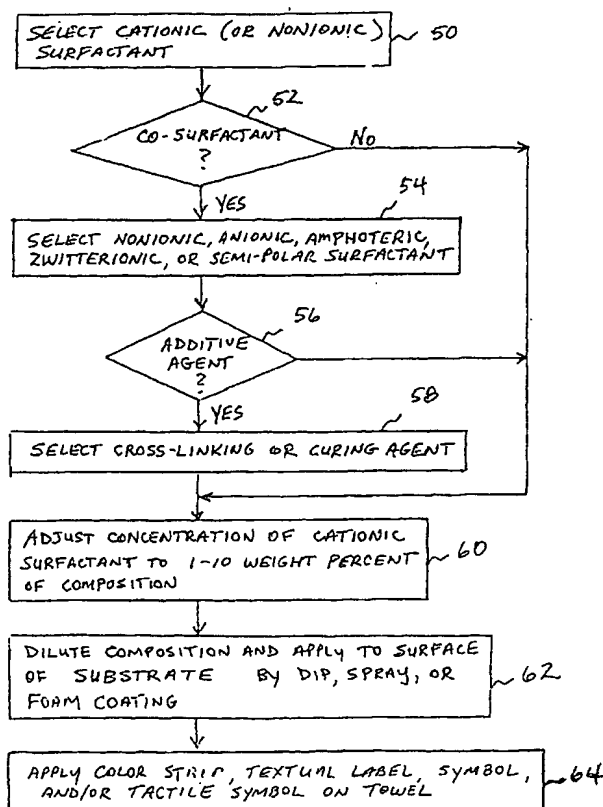 SELECT CATIONIC (OR NONIONIC)
SURFACTANT
50
52
CO-SURFACTANT
?
No
YES
54
SELECT NONIONIC, ANIONIC, AMPHOTERIC,
ZWITTERIONIC, OR SEMI-POLAR SURFACTANT
56
ADDITIVE
AGENT
?
YES
58
SELECT CROSS-LINKING OR CURING AGENT
ADJUST CONCENTRATION OF CATIONIC
SURFACTANT TO 1-10 WEIGHT PERCENT
OF COMPOSITION
60
DILUTE COMPOSITION AND APPLY TO SURFACE
OF SUBSTRATE BY DIP, SPRAY, OR
FOAM COATING
62
APPLY COLOR STRIP, TEXTUAL LABEL, SYMBOL,
AND/OR TACTILE SYMBOL ON TOWEL
64